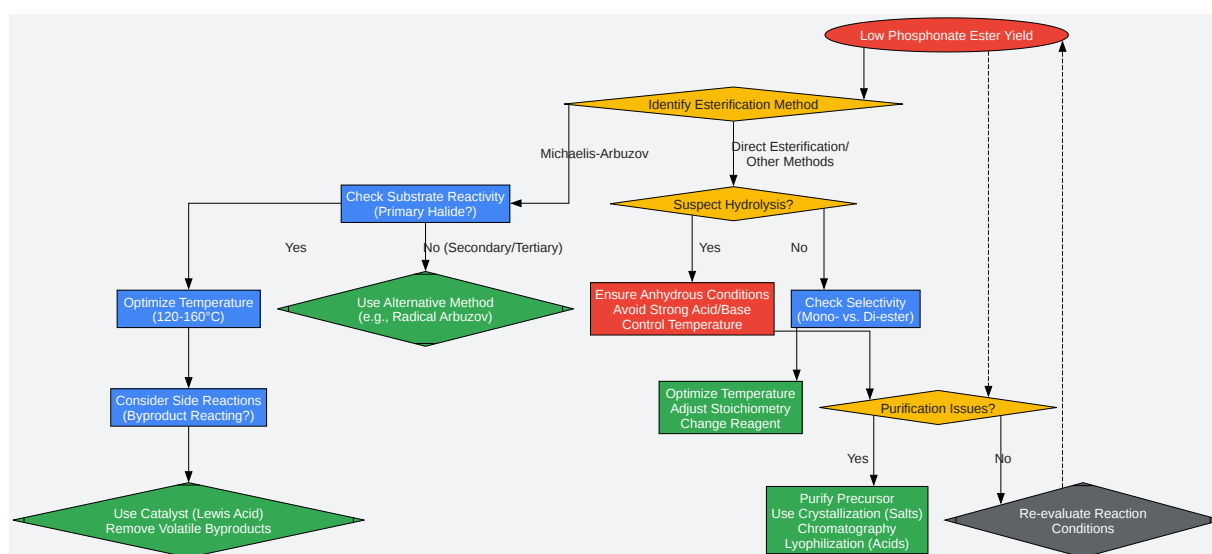 Low Phosphonate Ester Yield
Identify Esterification Method
Michaelis-Arbuzov
Direct Esterification/
Other Methods
Check Substrate Reactivity
(Primary Halide?)
Suspect Hydrolysis?
Yes
No (Secondary/Tertiary)
Yes
No
Optimize Temperature
(120-160°C)
Use Alternative Method
(e.g., Radical Arbuzov)
Ensure Anhydrous Conditions
Avoid Strong Acid/Base
Control Temperature
Check Selectivity
(Mono- vs. Di-ester)
Consider Side Reactions
(Byproduct Reacting?)
Optimize Temperature
Adjust Stoichiometry
Change Reagent
Purification Issues?
Yes
No
Use Catalyst (Lewis Acid)
Remove Volatile Byproducts
Purify Precursor
Use Crystallization (Salts)
Chromatography
Lyophilization (Acids)
Re-evaluate Reaction
Conditions